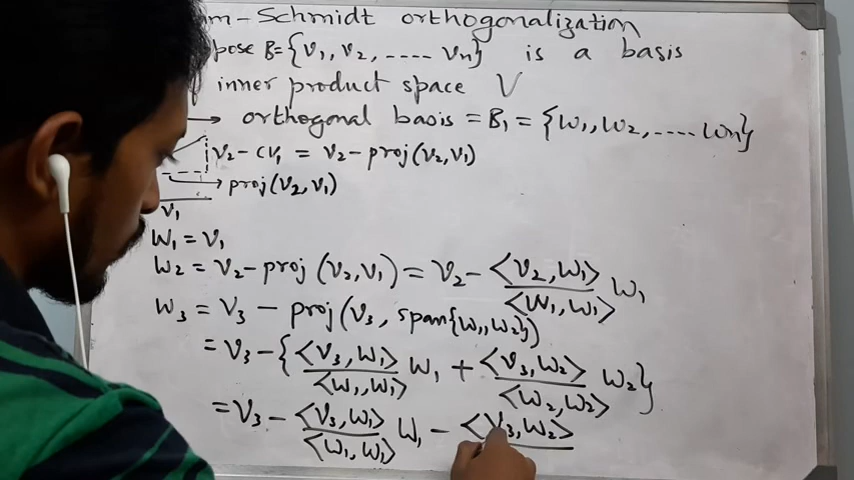 m-Schmidt orthogonalization
pose B={V₁, V₂, ..... Vn} is a basis
f inner product space V
→ orthogonal basis = B₁ = {W₁, W₂, ..... Wn}
V₂-CV₁ = V₂-proj(V₂,V₁)
→ proj(V₂,V₁)
V₁
W₁ = V₁
W₂ = V₂-proj (V₂,V₁) = V₂ - <V₂,W₁>/<W₁,W₁> W₁
W₃ = V₃ - proj(V₃, span{W₁,W₂})
= V₃ - {<V₃,W₁>/<W₁,W₁> W₁ + <V₃,W₂>/<W₂,W₂> W₂}
= V₃ - <V₃,W₁>/<W₁,W₁> W₁ - <V₃,W₂>